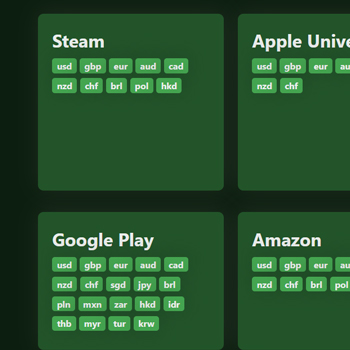 Steam
usd gbp eur aud cad
nzd chf brl pol hkd
Apple Unive
usd gbp eur au
nzd chf
Google Play
usd gbp eur aud cad
nzd chf sgd jpy brl
pln mxn zar hkd idr
thb myr tur krw
Amazon
usd gbp eur au
nzd chf brl pol